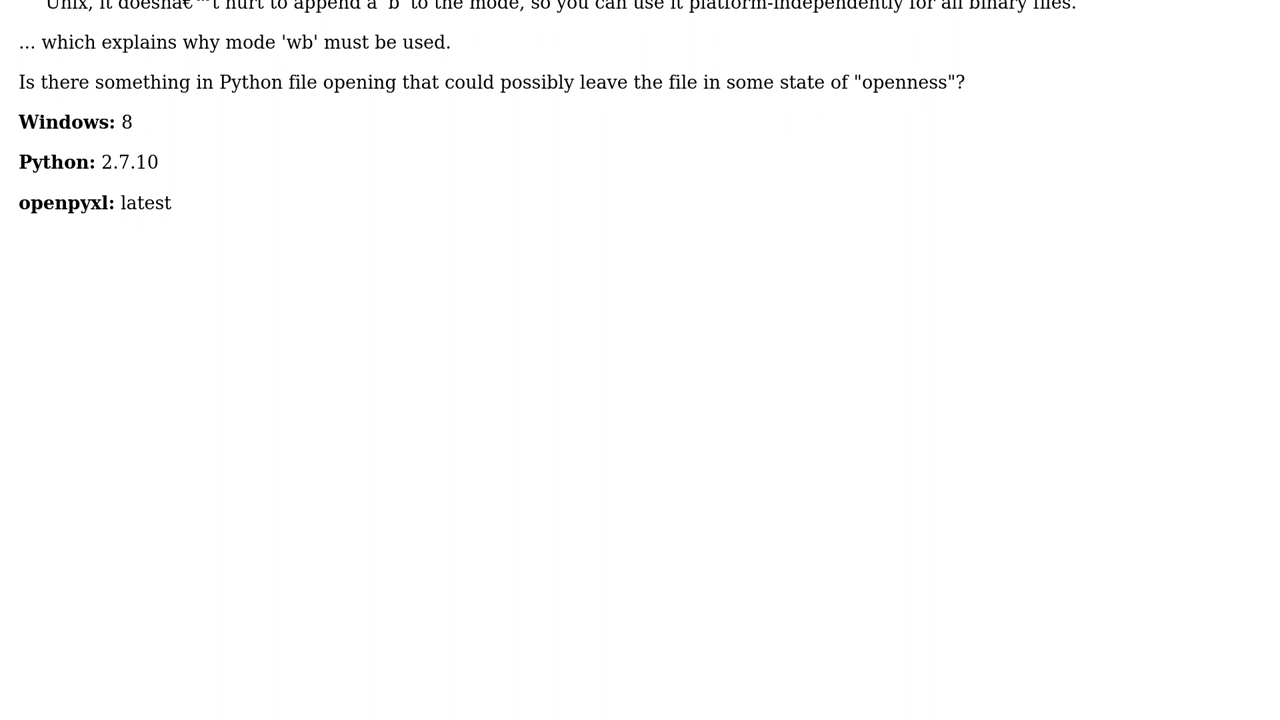 Unix, it doesnâ€™t hurt to append a 'b' to the mode, so you can use it platform-independently for all binary files.
... which explains why mode 'wb' must be used.
Is there something in Python file opening that could possibly leave the file in some state of "openness"?
Windows: 8
Python: 2.7.10
openpyxl: latest